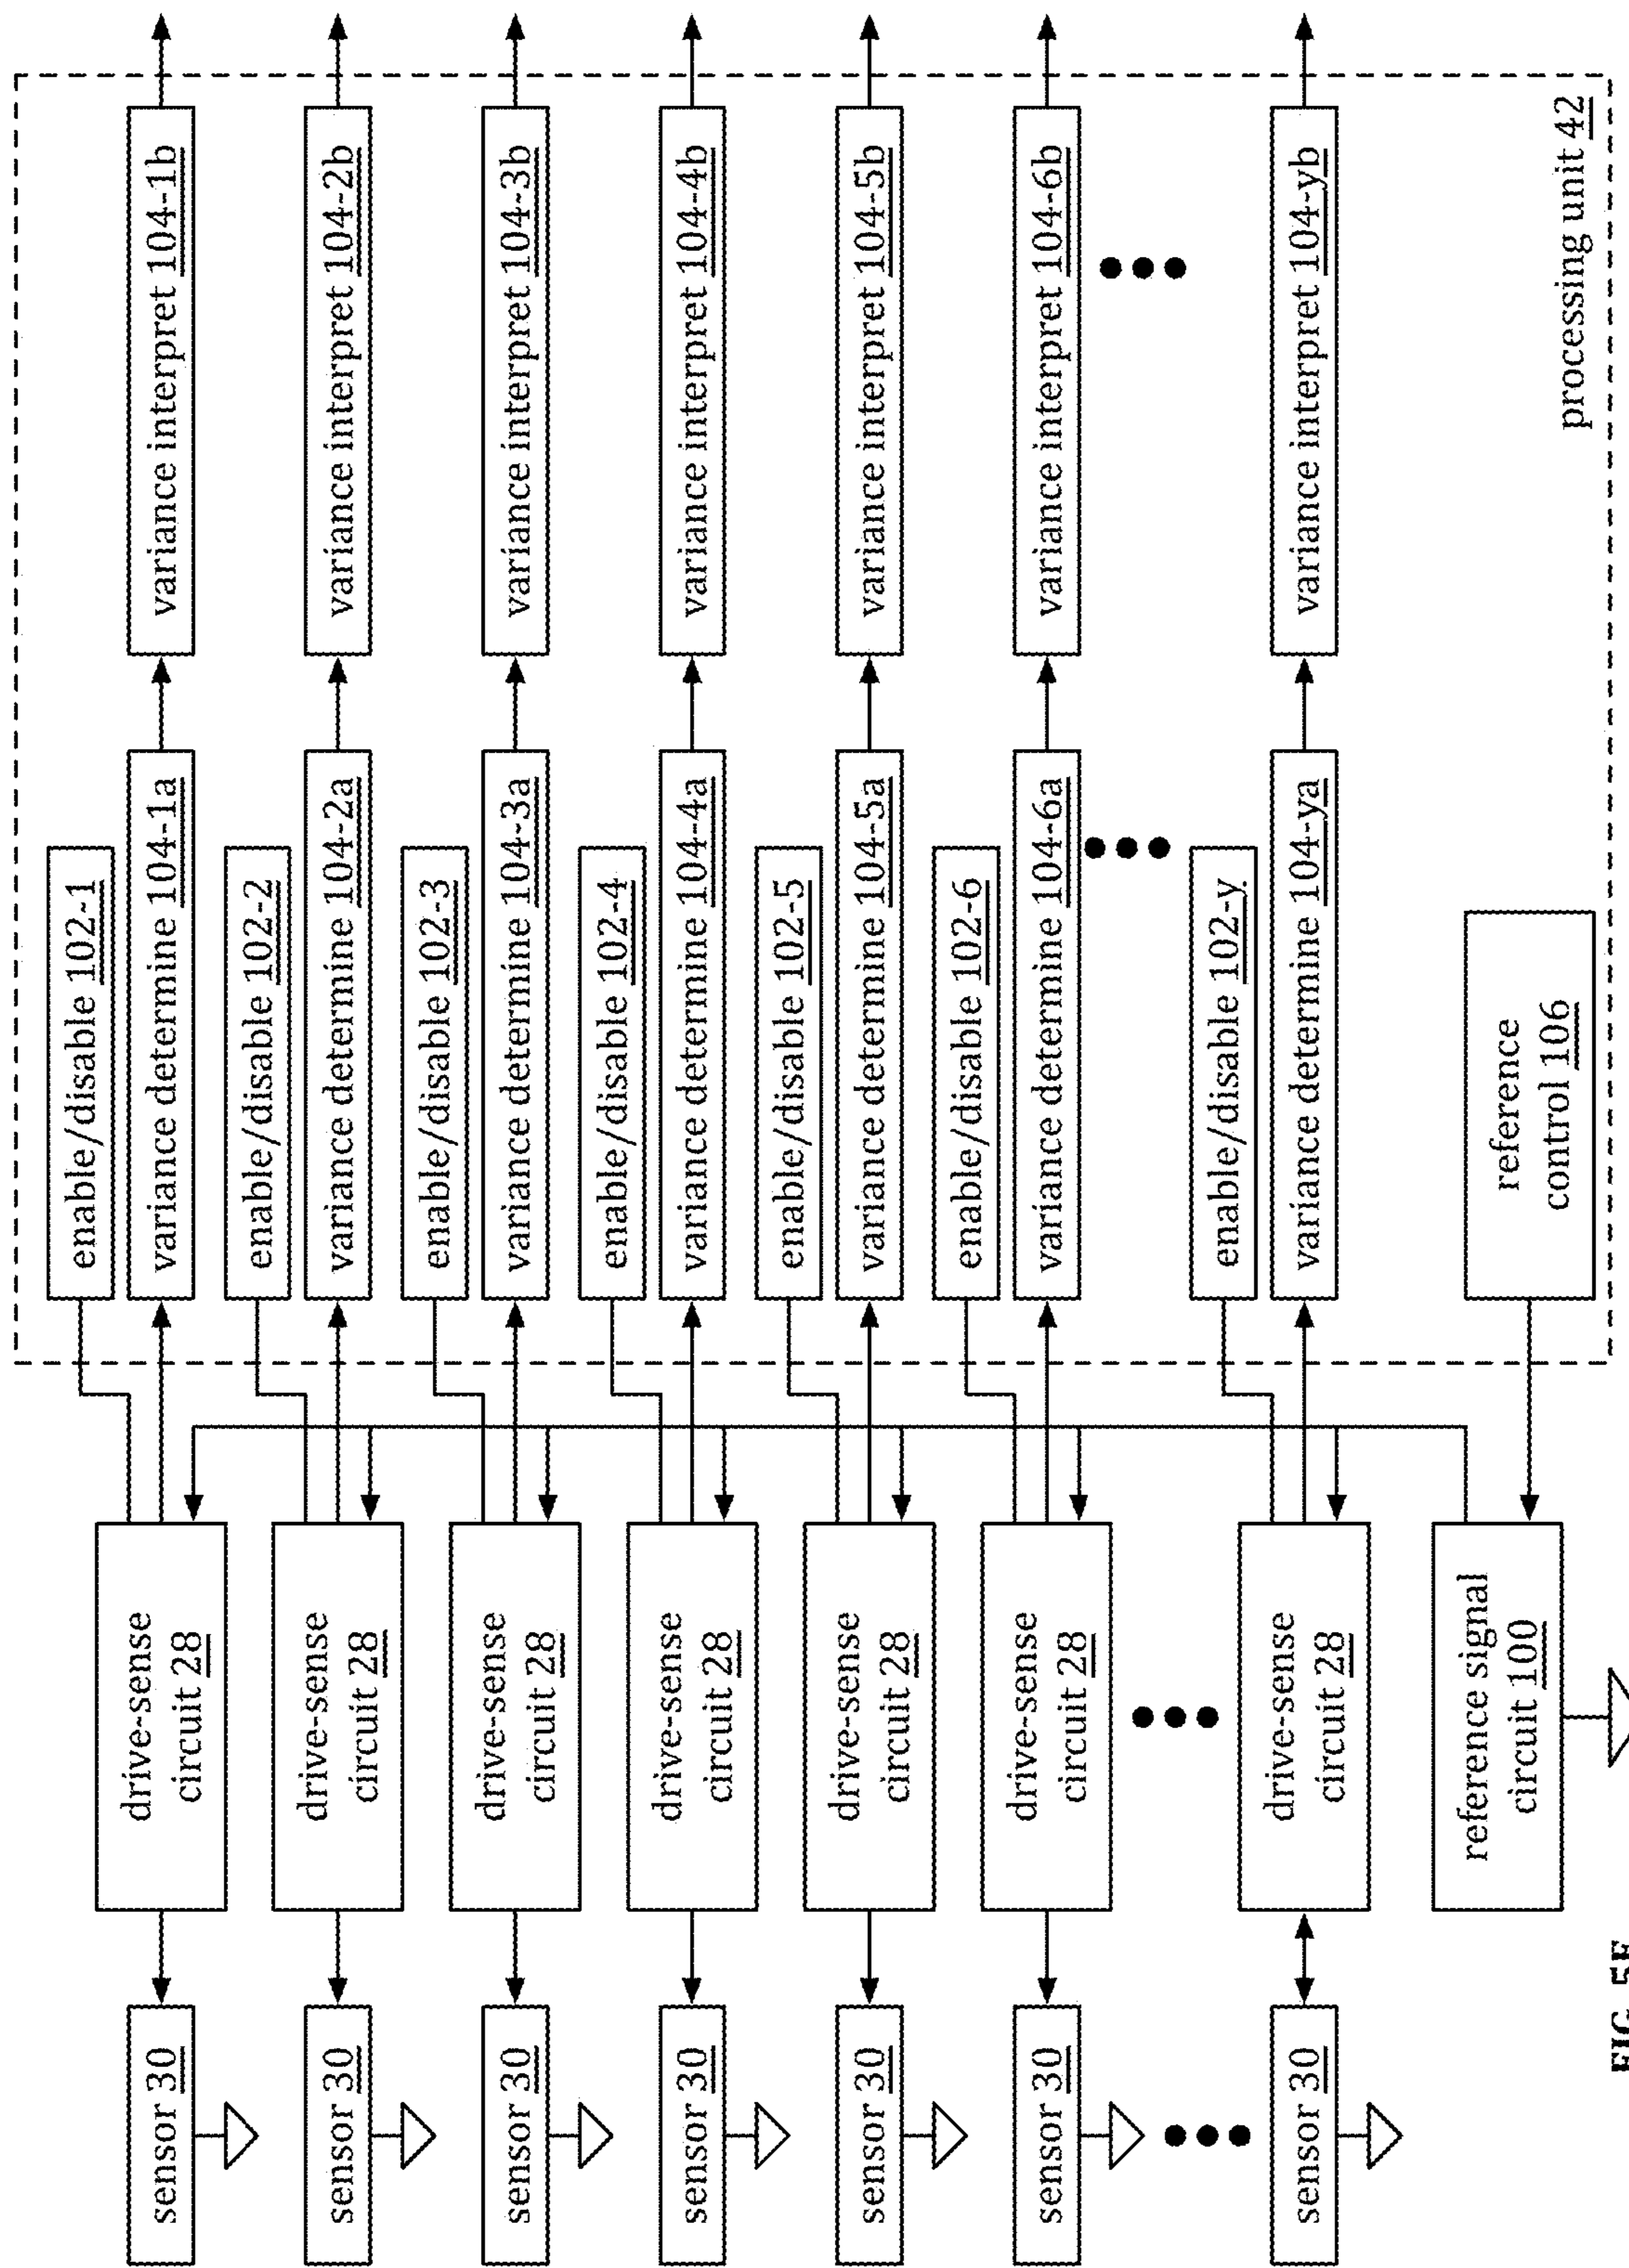 enable/disable 102-1
sensor 30
drive-sense
circuit 28
variance determine 104-1a
variance interpret 104-1b
enable/disable 102-2
sensor 30
drive-sense
circuit 28
variance determine 104-2a
variance interpret 104-2b
enable/disable 102-3
sensor 30
drive-sense
circuit 28
variance determine 104-3a
variance interpret 104-3b
enable/disable 102-4
sensor 30
drive-sense
circuit 28
variance determine 104-4a
variance interpret 104-4b
enable/disable 102-5
sensor 30
drive-sense
circuit 28
variance determine 104-5a
variance interpret 104-5b
enable/disable 102-6
sensor 30
drive-sense
circuit 28
variance determine 104-6a
variance interpret 104-6b
enable/disable 102-y
sensor 30
drive-sense
circuit 28
variance determine 104-ya
variance interpret 104-yb
reference signal
circuit 100
reference
control 106
processing unit 42
FIG.